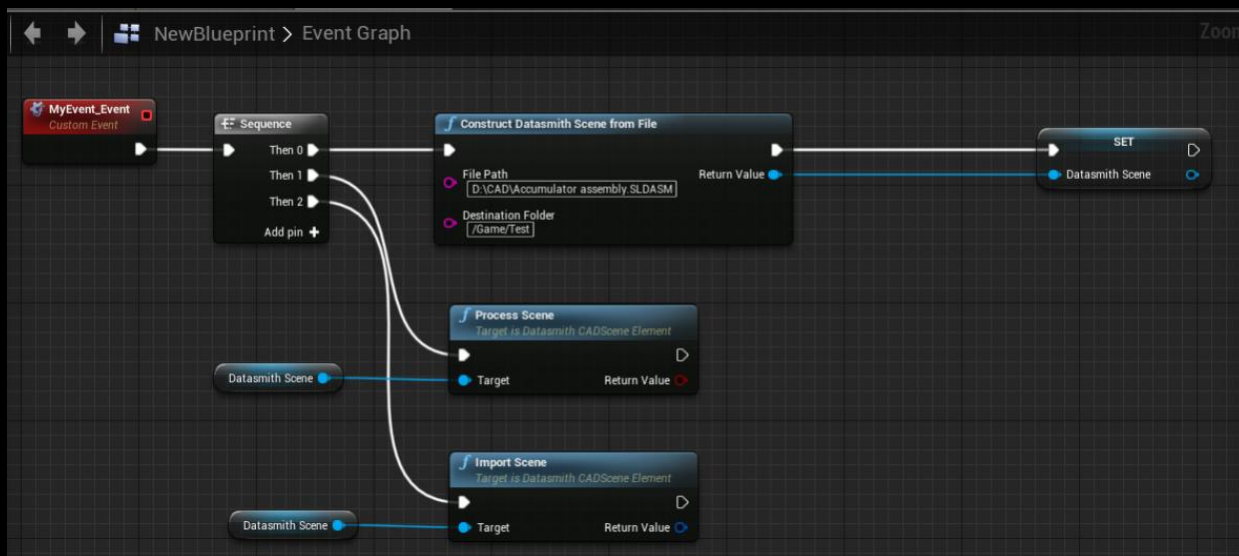 NewBlueprint > Event Graph
Zoom
MyEvent_Event
Custom Event
Sequence
Then 0
Then 1
Then 2
Add pin +
Construct Datasmith Scene from File
File Path
D:\CAD\Accumulator assembly.SLDASM
Destination Folder
/Game/Test
Return Value
SET
Datasmith Scene
Process Scene
Target is Datasmith CADScene Element
Target
Return Value
Datasmith Scene
Import Scene
Target is Datasmith CADScene Element
Target
Return Value
Datasmith Scene